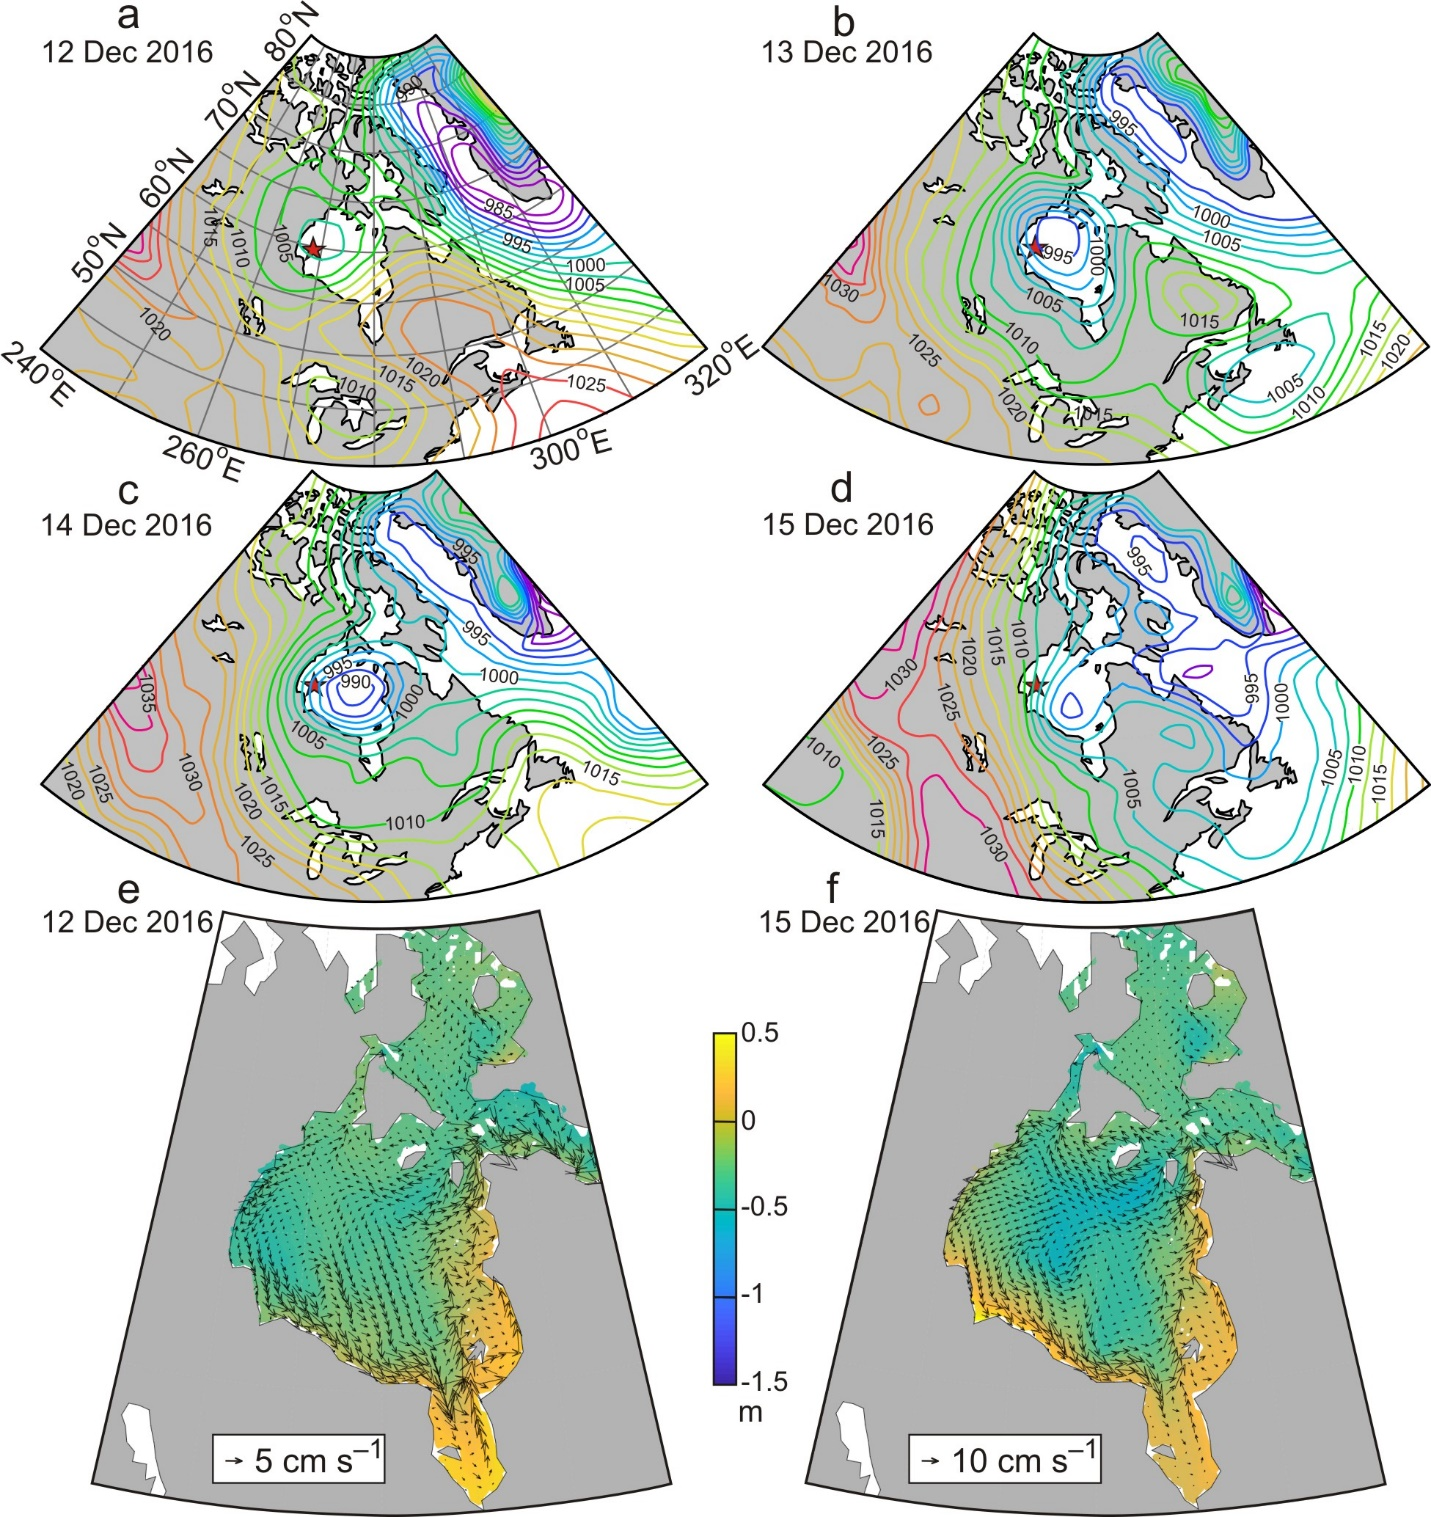 a
12 Dec 2016
80°N
70°N
60°N
50°N
240°E
260°E
300°E
320°E
990
985
995
1000
1005
1015
1010
1005
1020
1010
1015
1020
1025
b
13 Dec 2016
995
1000
1005
995
1000
1005
1030
1010
1015
1025
1020
1015
1005
1010
1015
1020
c
14 Dec 2016
995
995
1000
995
990
1000
1005
1035
1030
1025
1020
1015
1020
1025
1010
1015
d
15 Dec 2016
995
1010
1015
1020
1030
1025
995
1000
1005
1010
1015
1010
1025
1015
1030
1005
e
12 Dec 2016
→ 5 cm s⁻¹
0.5
0
-0.5
-1
-1.5
m
f
15 Dec 2016
→ 10 cm s⁻¹